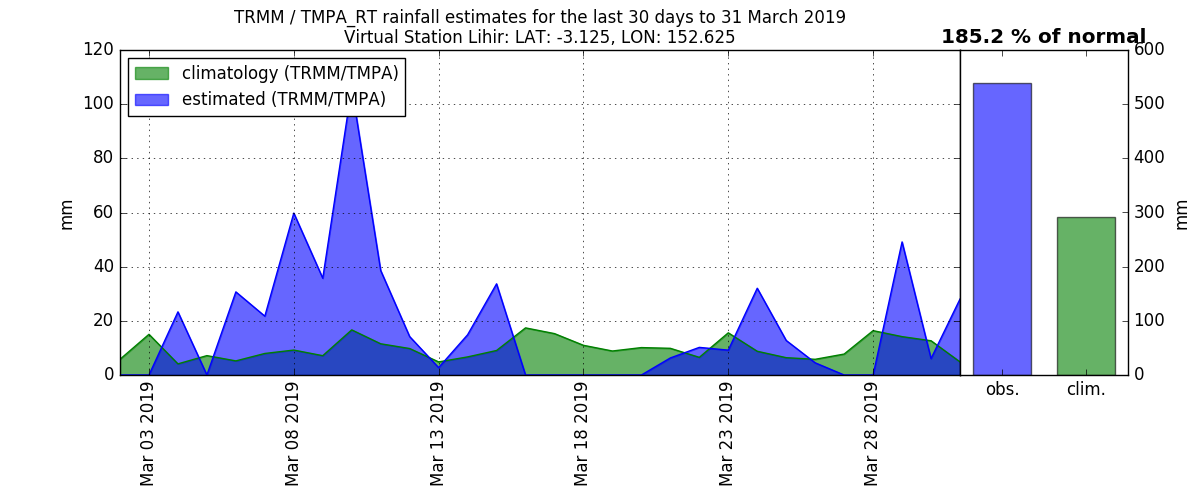 TRMM / TMPA_RT rainfall estimates for the last 30 days to 31 March 2019
Virtual Station Lihir: LAT: -3.125, LON: 152.625
185.2 % of normal
climatology (TRMM/TMPA)
estimated (TRMM/TMPA)
120
100
80
60
40
20
0
mm
Mar 03 2019
Mar 08 2019
Mar 13 2019
Mar 18 2019
Mar 23 2019
Mar 28 2019
600
500
400
300
200
100
0
mm
obs.
clim.